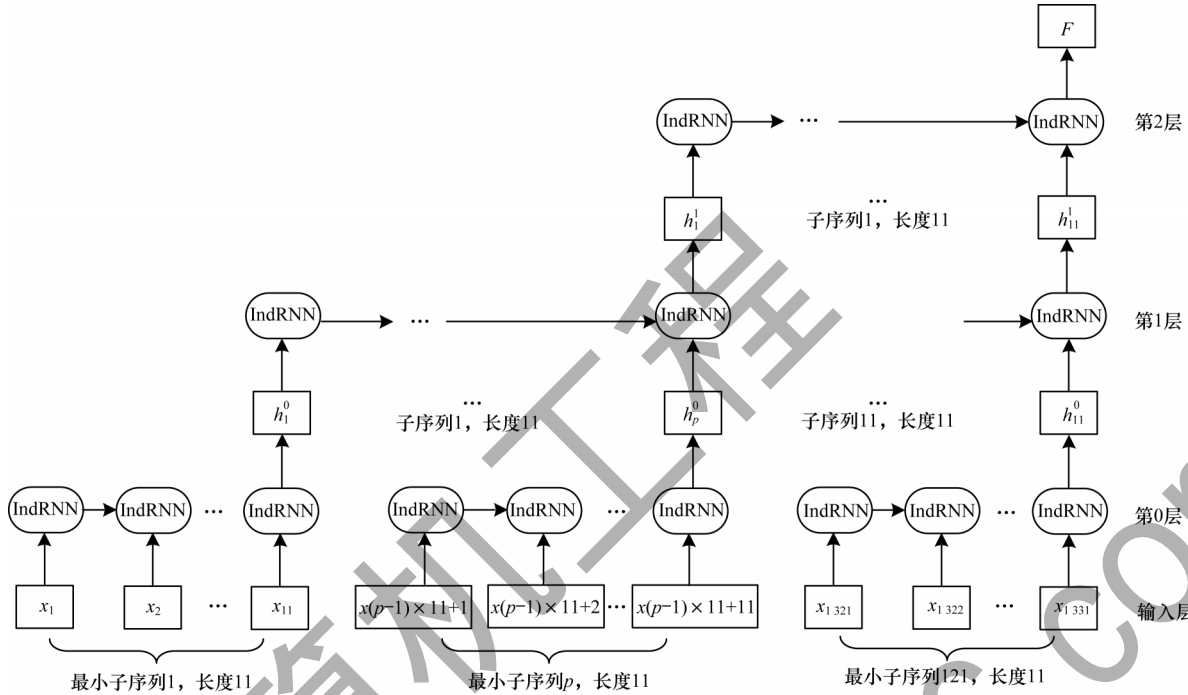 F
IndRNN ··· IndRNN 第2层
h_1^1 ··· h_11^1
子序列1，长度11
IndRNN ··· IndRNN IndRNN 第1层
h_1^0 ··· h_p^0 ··· h_11^0
子序列1，长度11 子序列11，长度11
IndRNN IndRNN ··· IndRNN IndRNN IndRNN ··· IndRNN IndRNN IndRNN ··· IndRNN 第0层
x_1 x_2 ··· x_11 x(p−1)×11+1 x(p−1)×11+2 ··· x(p−1)×11+11 x_1 321 x_1 322 ··· x_1 331 输入层
最小子序列1，长度11 最小子序列p，长度11 最小子序列121，长度11
算机工程
c.con